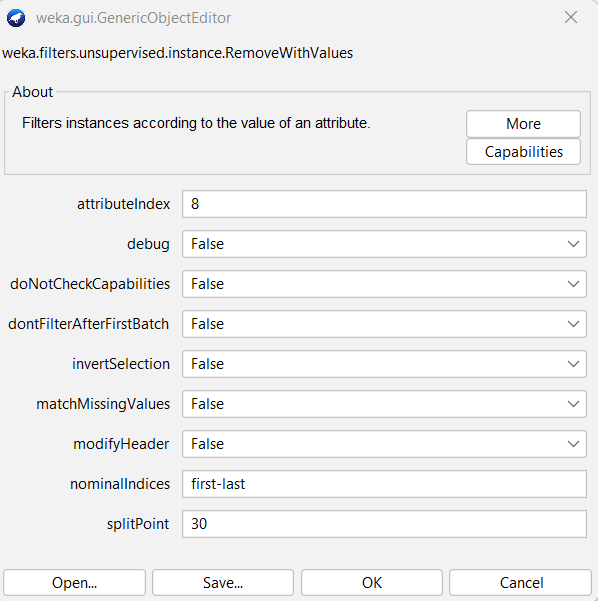 weka.gui.GenericObjectEditor
weka.filters.unsupervised.instance.RemoveWithValues
About
Filters instances according to the value of an attribute.
More
Capabilities
attributeIndex 8
debug False
doNotCheckCapabilities False
dontFilterAfterFirstBatch False
invertSelection False
matchMissingValues False
modifyHeader False
nominalIndices first-last
splitPoint 30
Open... Save... OK Cancel